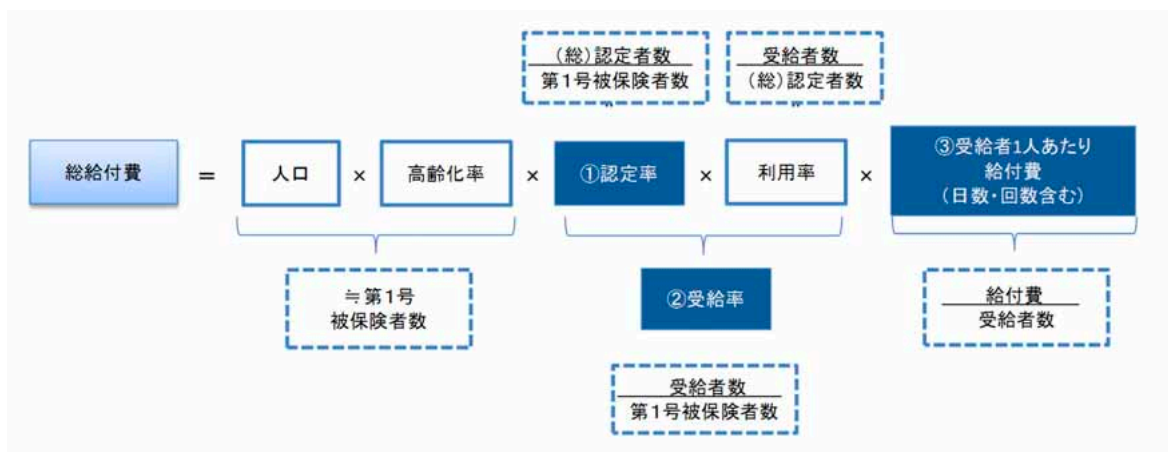 (総)認定者数
第1号被保険者数
受給者数
(総)認定者数
総給付費
=
人口
×
高齢化率
×
①認定率
×
利用率
×
③受給者1人あたり
給付費
(日数・回数含む)
≒第1号
被保険者数
②受給率
給付費
受給者数
受給者数
第1号被保険者数